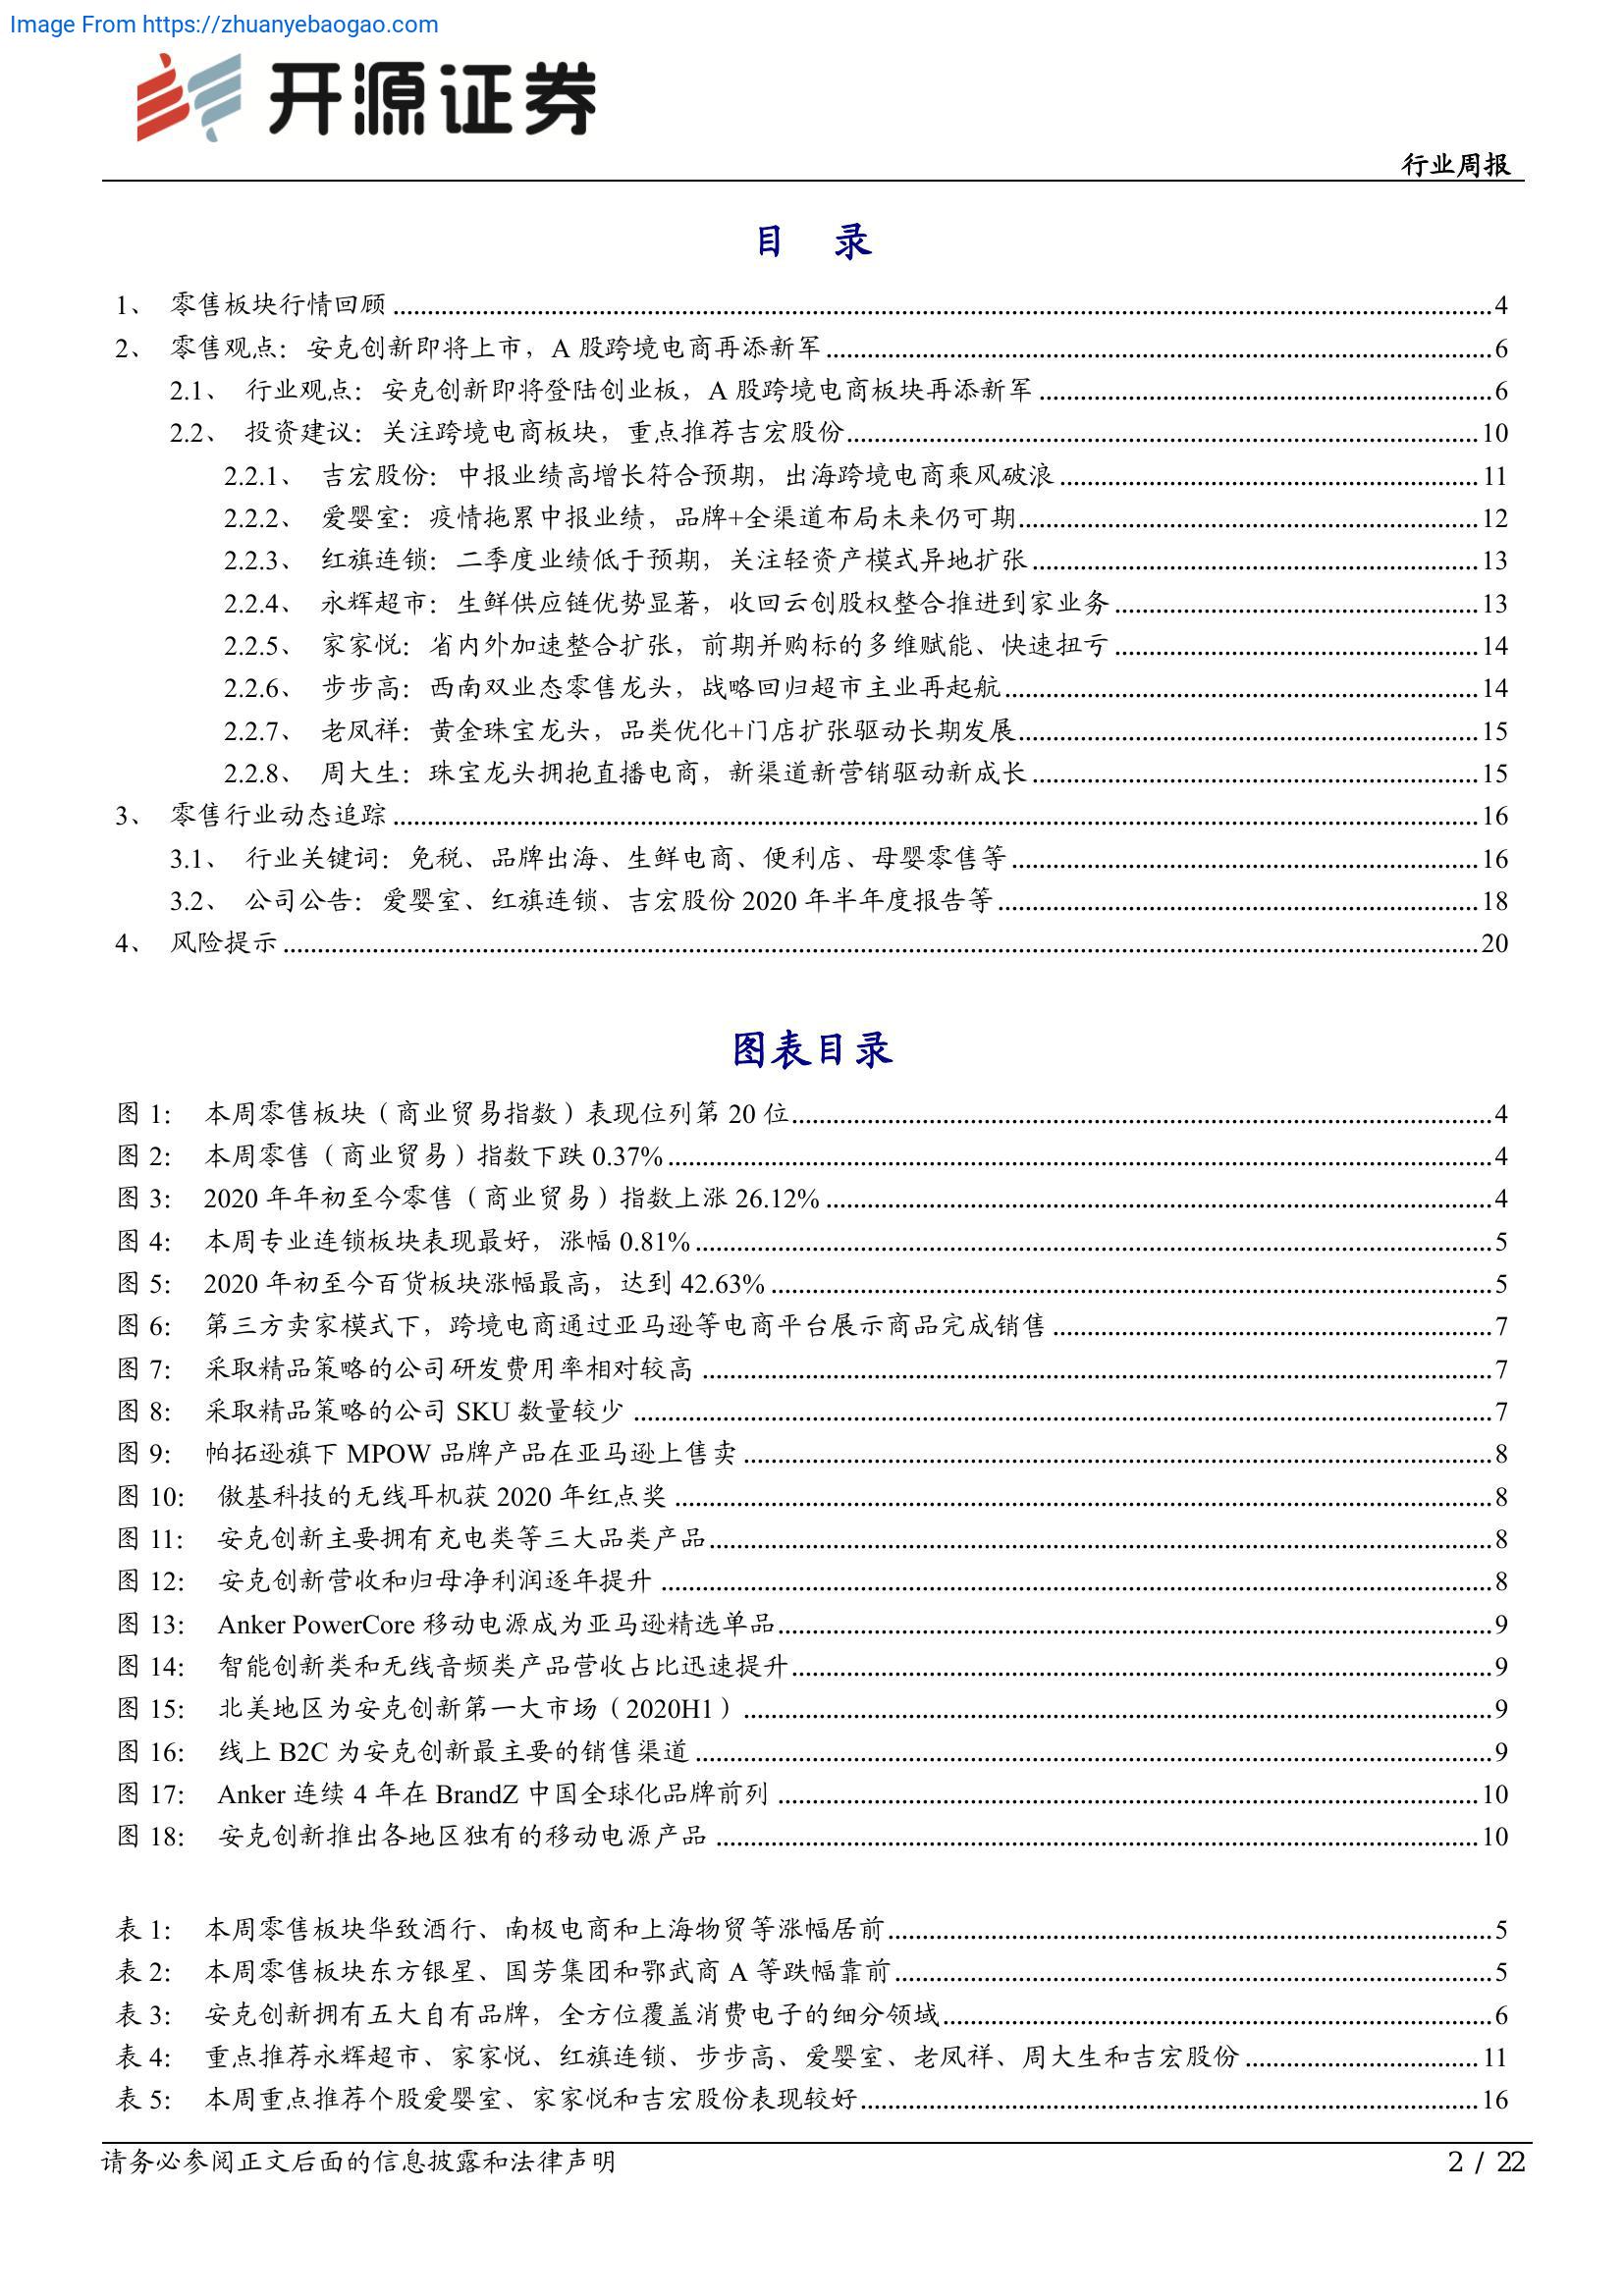 Image From https://zhuanyebaogao.com
开源证券
行业周报
目 录
1、 零售板块行情回顾 ........ 4
2、 零售观点：安克创新即将上市，A 股跨境电商再添新军 ........ 6
2.1、 行业观点：安克创新即将登陆创业板，A 股跨境电商板块再添新军 ........ 6
2.2、 投资建议：关注跨境电商板块，重点推荐吉宏股份 ........ 10
2.2.1、 吉宏股份：中报业绩高增长符合预期，出海跨境电商乘风破浪 ........ 11
2.2.2、 爱婴室：疫情拖累中报业绩，品牌+全渠道布局未来仍可期 ........ 12
2.2.3、 红旗连锁：二季度业绩低于预期，关注轻资产模式异地扩张 ........ 13
2.2.4、 永辉超市：生鲜供应链优势显著，收回云创股权整合推进到家业务 ........ 13
2.2.5、 家家悦：省内外加速整合扩张，前期并购标的多维赋能、快速扭亏 ........ 14
2.2.6、 步步高：西南双业态零售龙头，战略回归超市主业再起航 ........ 14
2.2.7、 老凤祥：黄金珠宝龙头，品类优化+门店扩张驱动长期发展 ........ 15
2.2.8、 周大生：珠宝龙头拥抱直播电商，新渠道新营销驱动新成长 ........ 15
3、 零售行业动态追踪 ........ 16
3.1、 行业关键词：免税、品牌出海、生鲜电商、便利店、母婴零售等 ........ 16
3.2、 公司公告：爱婴室、红旗连锁、吉宏股份 2020 年半年度报告等 ........ 18
4、 风险提示 ........ 20
图表目录
图 1： 本周零售板块（商业贸易指数）表现位列第 20 位 ........ 4
图 2： 本周零售（商业贸易）指数下跌 0.37% ........ 4
图 3： 2020 年年初至今零售（商业贸易）指数上涨 26.12% ........ 4
图 4： 本周专业连锁板块表现最好，涨幅 0.81% ........ 5
图 5： 2020 年初至今百货板块涨幅最高，达到 42.63% ........ 5
图 6： 第三方卖家模式下，跨境电商通过亚马逊等电商平台展示商品完成销售 ........ 7
图 7： 采取精品策略的公司研发费用率相对较高 ........ 7
图 8： 采取精品策略的公司 SKU 数量较少 ........ 7
图 9： 帕拓逊旗下 MPOW 品牌产品在亚马逊上售卖 ........ 8
图 10： 傲基科技的无线耳机获 2020 年红点奖 ........ 8
图 11： 安克创新主要拥有充电类等三大品类产品 ........ 8
图 12： 安克创新营收和归母净利润逐年提升 ........ 8
图 13： Anker PowerCore 移动电源成为亚马逊精选单品 ........ 9
图 14： 智能创新类和无线音频类产品营收占比迅速提升 ........ 9
图 15： 北美地区为安克创新第一大市场（2020H1） ........ 9
图 16： 线上 B2C 为安克创新最主要的销售渠道 ........ 9
图 17： Anker 连续 4 年在 BrandZ 中国全球化品牌前列 ........ 10
图 18： 安克创新推出各地区独有的移动电源产品 ........ 10
表 1： 本周零售板块华致酒行、南极电商和上海物贸等涨幅居前 ........ 5
表 2： 本周零售板块东方银星、国芳集团和鄂武商 A 等跌幅靠前 ........ 5
表 3： 安克创新拥有五大自有品牌，全方位覆盖消费电子的细分领域 ........ 6
表 4： 重点推荐永辉超市、家家悦、红旗连锁、步步高、爱婴室、老凤祥、周大生和吉宏股份 ........ 11
表 5： 本周重点推荐个股爱婴室、家家悦和吉宏股份表现较好 ........ 16
请务必参阅正文后面的信息披露和法律声明 2 / 22